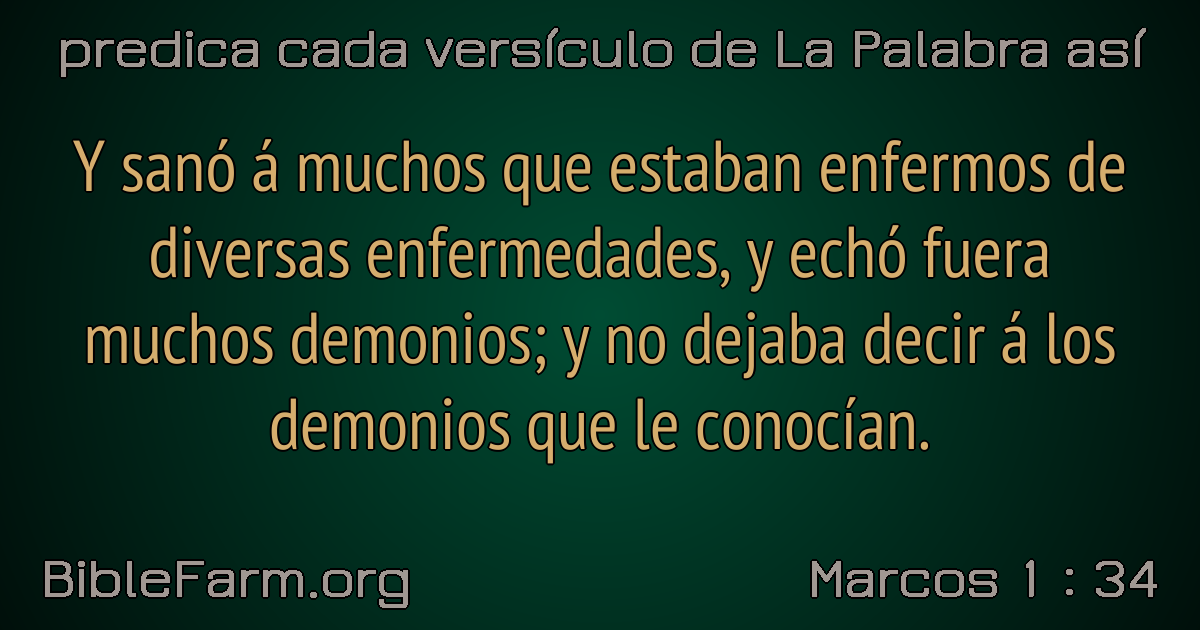 predica cada versículo de La Palabra así
Y sanó á muchos que estaban enfermos de
diversas enfermedades, y echó fuera
muchos demonios; y no dejaba decir á los
demonios que le conocían.
BibleFarm.org
Marcos 1 : 34